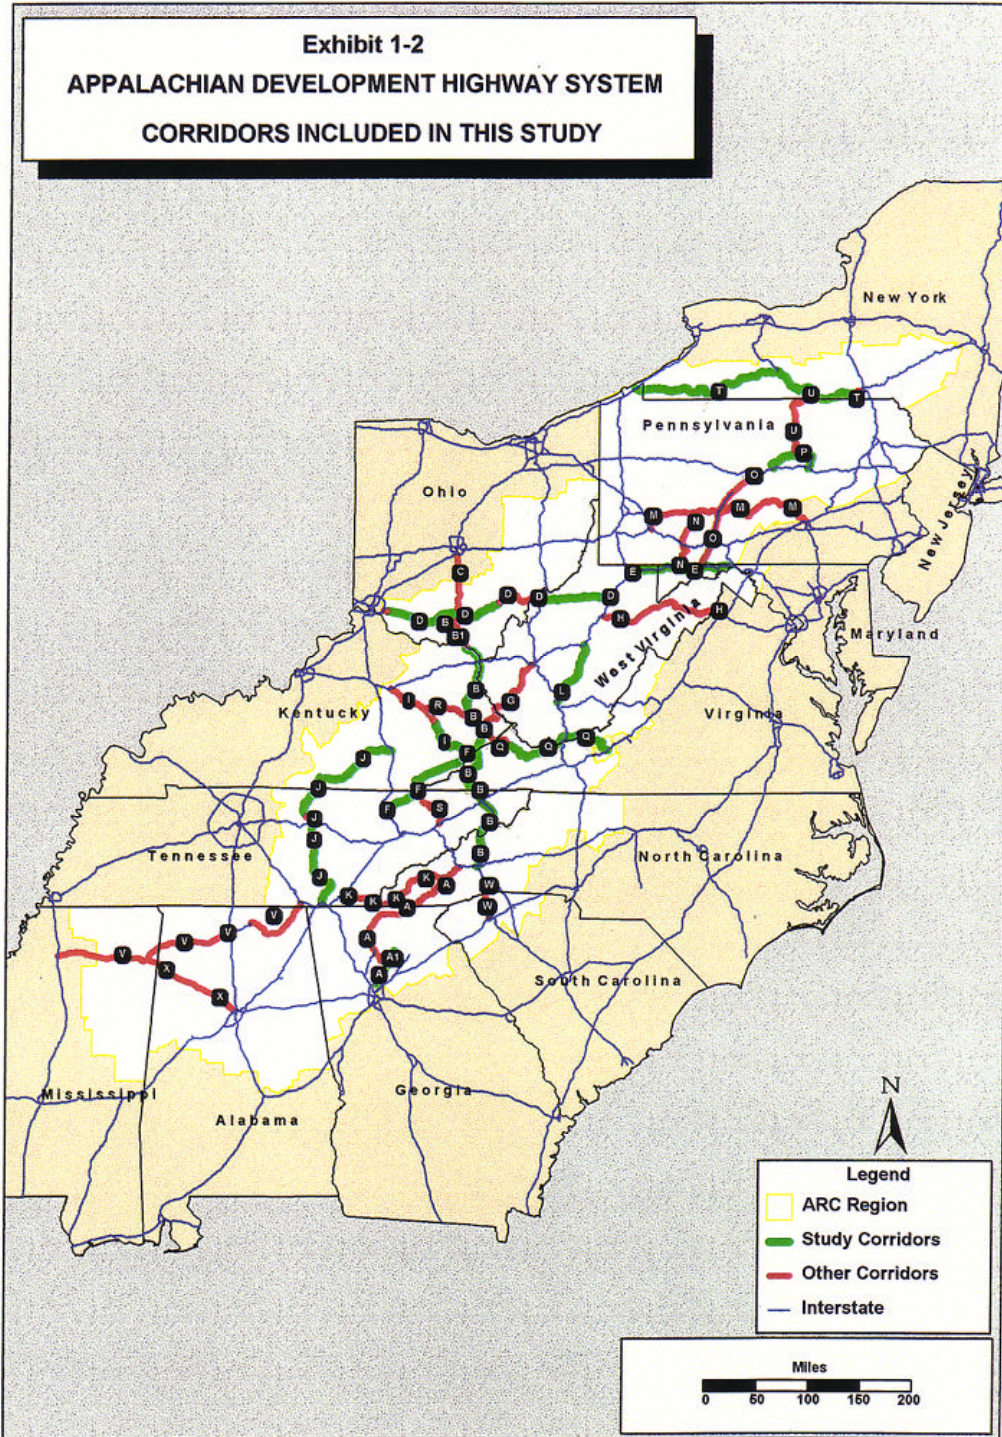 Exhibit 1-2
APPALACHIAN DEVELOPMENT HIGHWAY SYSTEM
CORRIDORS INCLUDED IN THIS STUDY
New York
T
U
T
Pennsylvania
U
P
Ohio
O
New Jersey
M
N
M
M
O
C
E
N
E
D
D
D
D
D
B
B1
H
H
Maryland
West Virginia
I
R
B
G
L
Kentucky
B
Virginia
B
I
F
Q
Q
Q
J
B
J
F
B
F
S
J
B
J
Tennessee
B
North Carolina
J
K
K
K
A
W
K
A
W
V
V
V
A
V
X
A1
A
X
South Carolina
Mississippi
Georgia
Alabama
N
Legend
ARC Region
Study Corridors
Other Corridors
Interstate
Miles
0 50 100 150 200